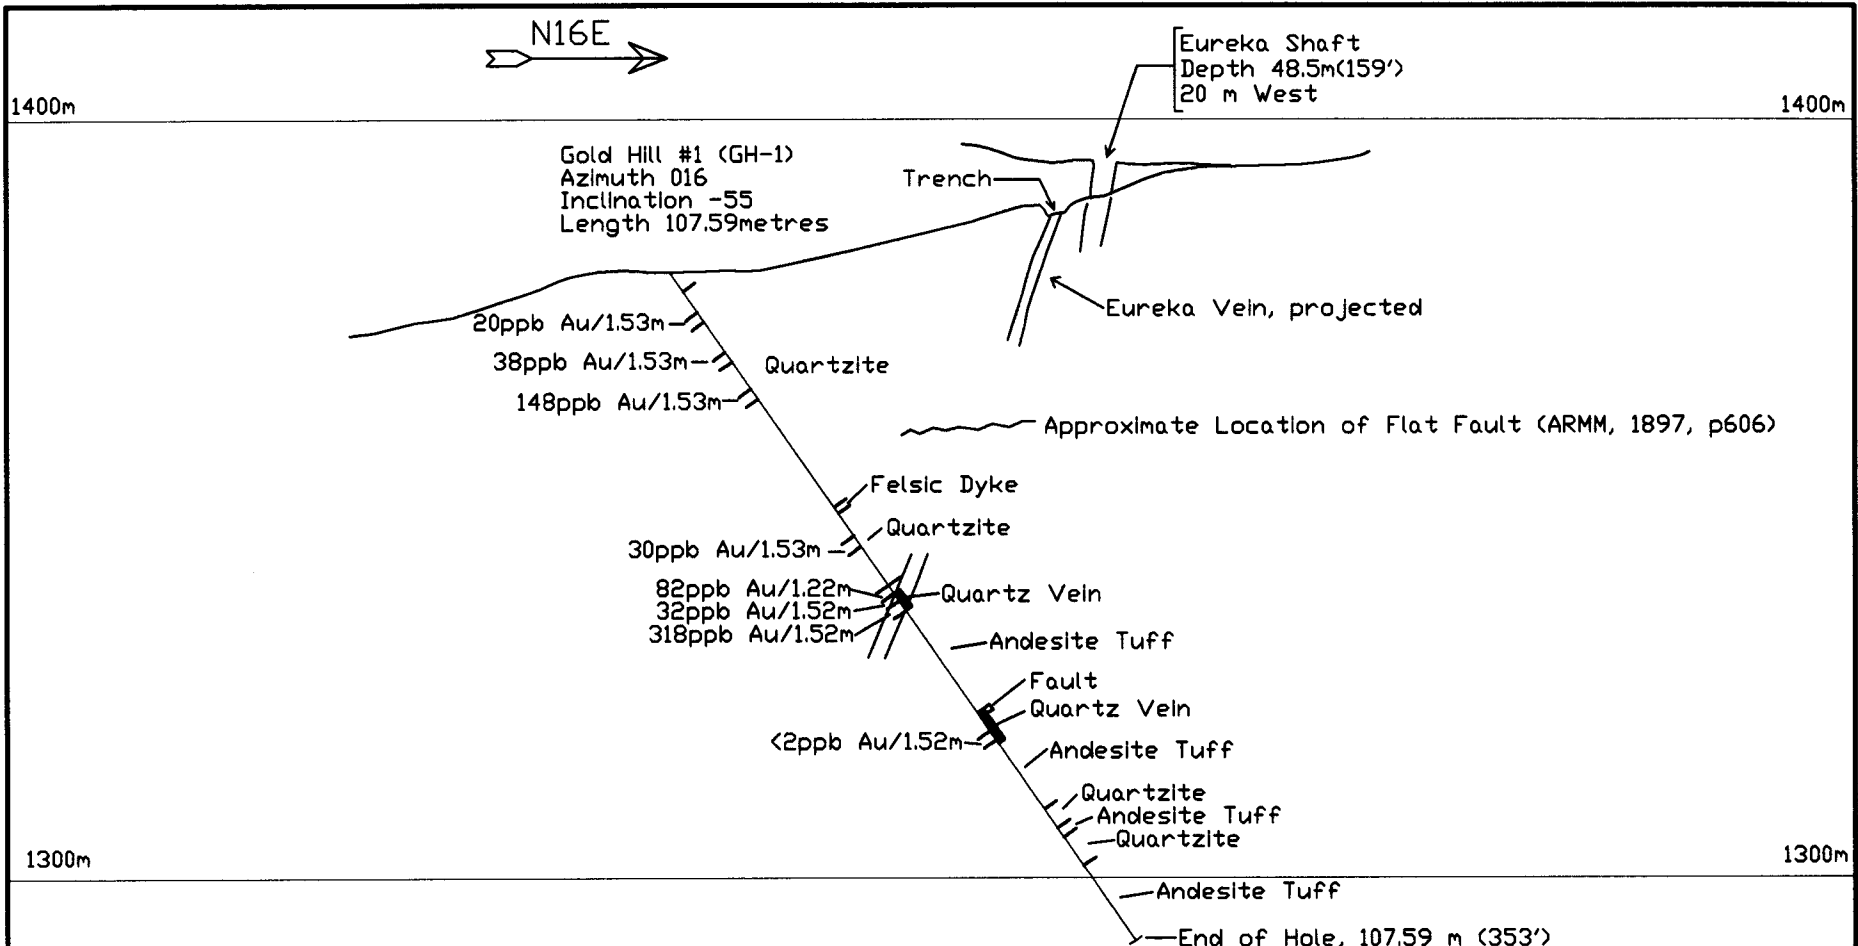 N16E
Eureka Shaft
Depth 48.5m(159')
20 m West
1400m
1400m
Gold Hill #1 (GH-1)
Azimuth 016
Inclination -55
Length 107.59metres
Trench
Eureka Vein, projected
20ppb Au/1.53m
38ppb Au/1.53m
Quartzite
148ppb Au/1.53m
Approximate Location of Flat Fault (ARMM, 1897, p606)
Felsic Dyke
Quartzite
30ppb Au/1.53m
82ppb Au/1.22m
Quartz Vein
32ppb Au/1.52m
318ppb Au/1.52m
Andesite Tuff
Fault
Quartz Vein
<2ppb Au/1.52m
Andesite Tuff
Quartzite
Andesite Tuff
Quartzite
1300m
1300m
Andesite Tuff
End of Hole, 107.59 m (353')